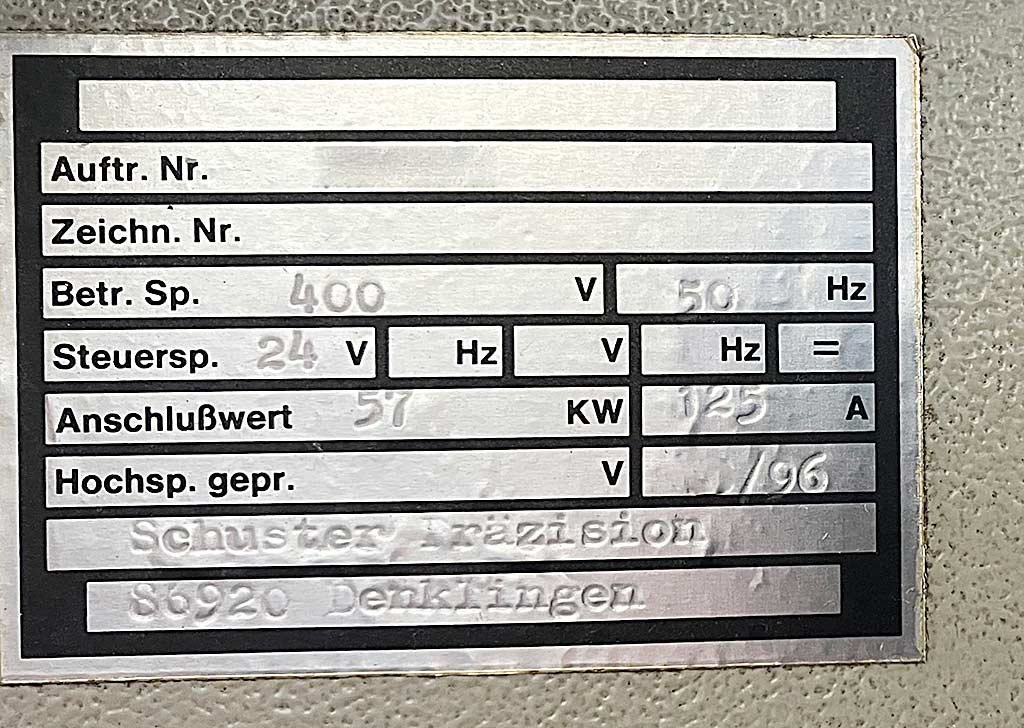 Auftr. Nr.
Zeichn. Nr.
Betr. Sp. 400 V 50 Hz
Steuersp. 24 V Hz V Hz =
Anschlußwert 57 KW 125 A
Hochsp. gepr. V /96
Schuster Präzision
86920 Denklingen